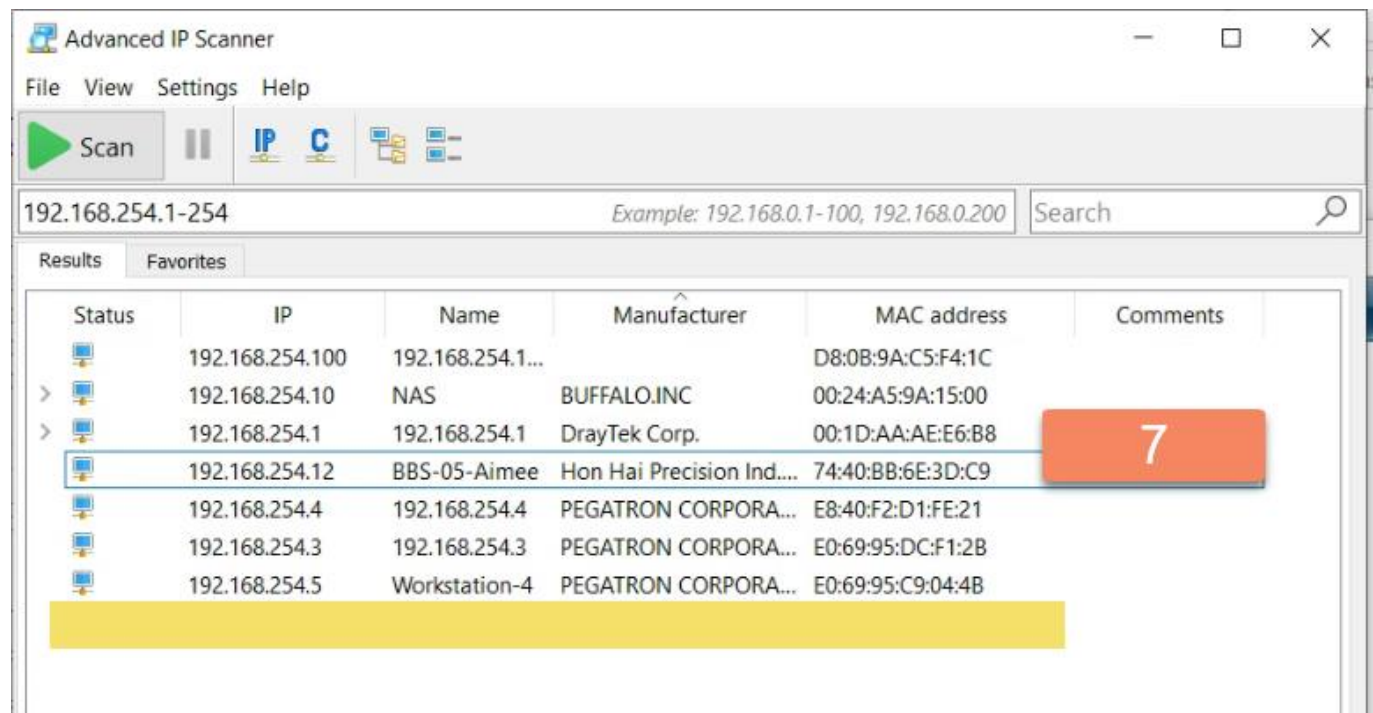 Advanced IP Scanner
File View Settings Help
Scan IP C
192.168.254.1-254 Example: 192.168.0.1-100, 192.168.0.200 Search
Results Favorites
Status IP Name Manufacturer MAC address Comments
192.168.254.100 192.168.254.1... D8:0B:9A:C5:F4:1C
192.168.254.10 NAS BUFFALO.INC 00:24:A5:9A:15:00
192.168.254.1 192.168.254.1 DrayTek Corp. 00:1D:AA:AE:E6:B8 7
192.168.254.12 BBS-05-Aimee Hon Hai Precision Ind.... 74:40:BB:6E:3D:C9
192.168.254.4 192.168.254.4 PEGATRON CORPORA... E8:40:F2:D1:FE:21
192.168.254.3 192.168.254.3 PEGATRON CORPORA... E0:69:95:DC:F1:2B
192.168.254.5 Workstation-4 PEGATRON CORPORA... E0:69:95:C9:04:4B